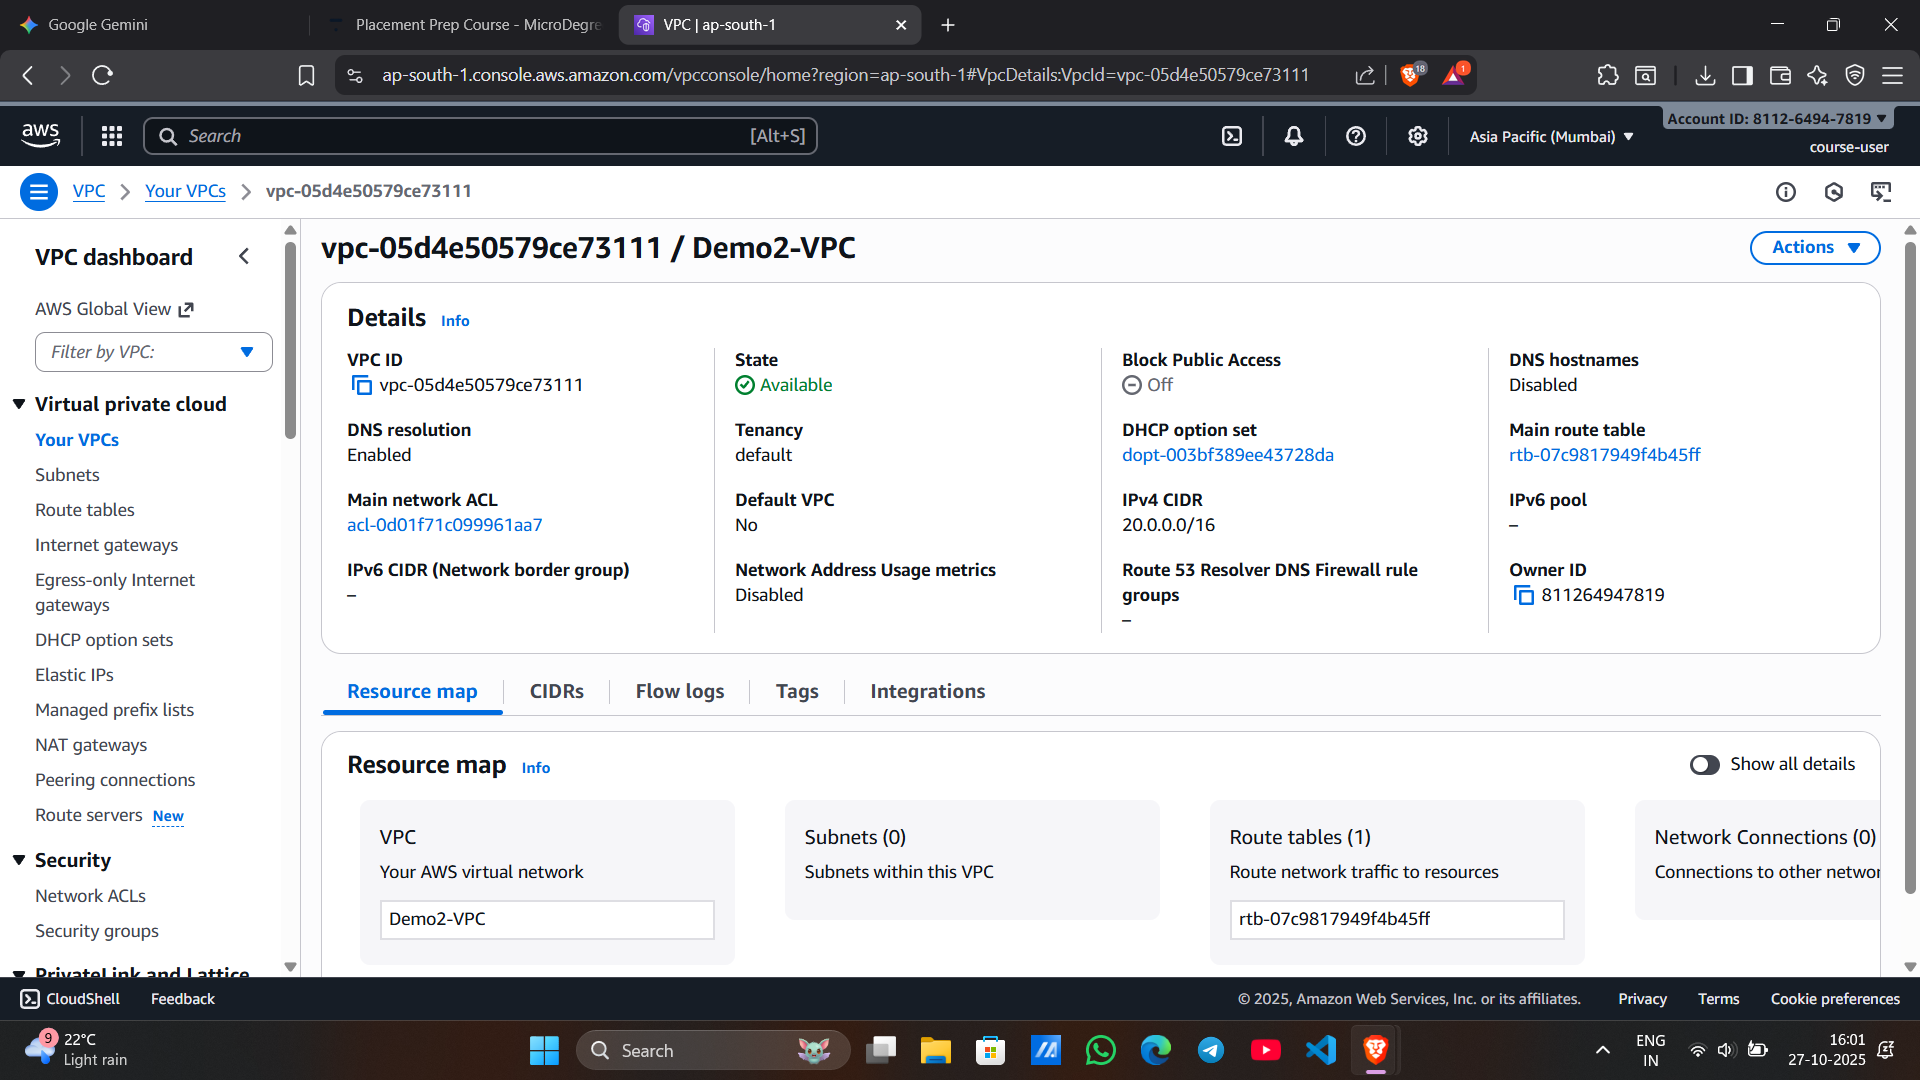 Google Gemini
Placement Prep Course - MicroDegre
VPC | ap-south-1
ap-south-1.console.aws.amazon.com/vpcconsole/home?region=ap-south-1#VpcDetails:VpcId=vpc-05d4e50579ce73111
18
1
aws
Search
[Alt+S]
Asia Pacific (Mumbai)
Account ID: 8112-6494-7819
course-user
VPC
Your VPCs
vpc-05d4e50579ce73111
VPC dashboard
AWS Global View
Filter by VPC:
Virtual private cloud
Your VPCs
Subnets
Route tables
Internet gateways
Egress-only Internet
gateways
DHCP option sets
Elastic IPs
Managed prefix lists
NAT gateways
Peering connections
Route servers New
Security
Network ACLs
Security groups
PrivateLink and Lattice
vpc-05d4e50579ce73111 / Demo2-VPC
Actions
Details Info
VPC ID
vpc-05d4e50579ce73111
State
Available
Block Public Access
Off
DNS hostnames
Disabled
DNS resolution
Enabled
Tenancy
default
DHCP option set
dopt-003bf389ee43728da
Main route table
rtb-07c9817949f4b45ff
Main network ACL
acl-0d01f71c099961aa7
Default VPC
No
IPv4 CIDR
20.0.0.0/16
IPv6 pool
–
IPv6 CIDR (Network border group)
–
Network Address Usage metrics
Disabled
Route 53 Resolver DNS Firewall rule
groups
–
Owner ID
811264947819
Resource map
CIDRs
Flow logs
Tags
Integrations
Resource map Info
Show all details
VPC
Your AWS virtual network
Demo2-VPC
Subnets (0)
Subnets within this VPC
Route tables (1)
Route network traffic to resources
rtb-07c9817949f4b45ff
Network Connections (0)
Connections to other networ
CloudShell
Feedback
© 2025, Amazon Web Services, Inc. or its affiliates.
Privacy
Terms
Cookie preferences
9
22°C
Light rain
Search
ENG
IN
16:01
27-10-2025